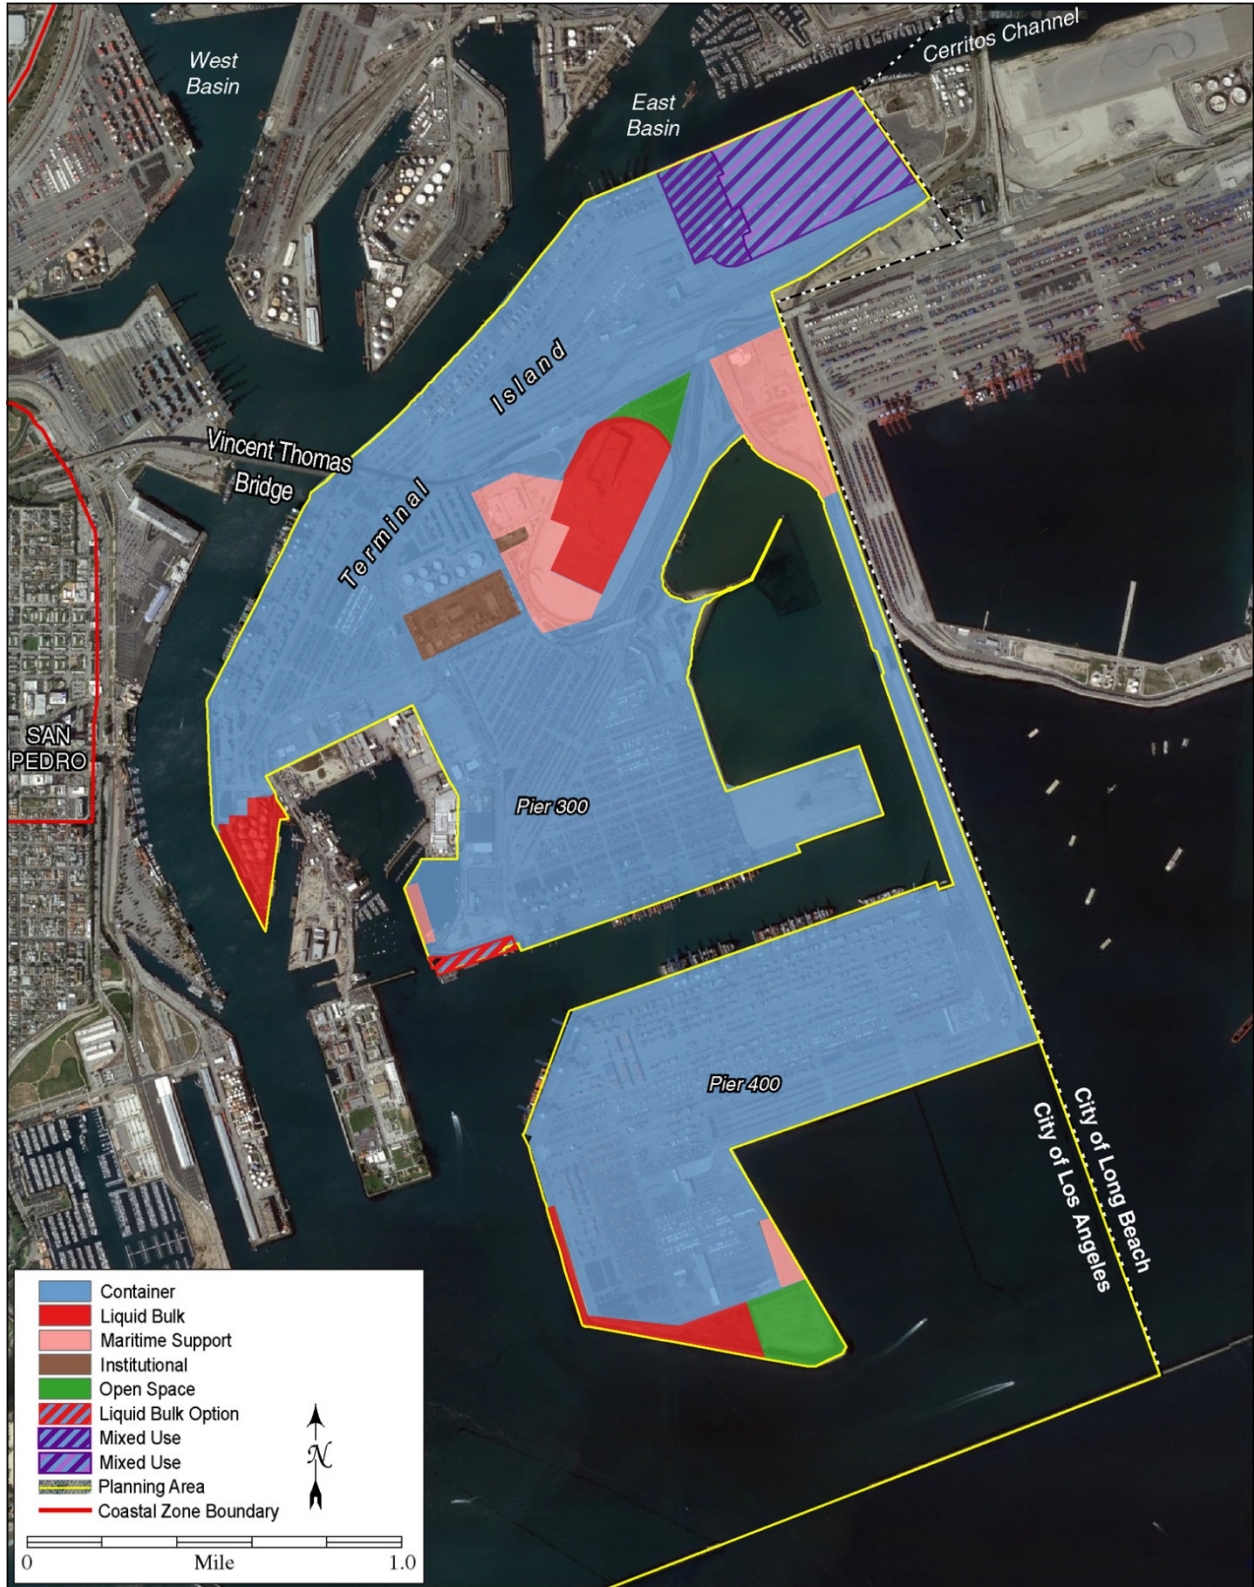 West
Basin
East
Basin
Cerritos Channel
Island
Vincent Thomas
Bridge
Terminal
SAN
PEDRO
Pier 300
Pier 400
City of Long Beach
City of Los Angeles
Container
Liquid Bulk
Maritime Support
Institutional
Open Space
Liquid Bulk Option
Mixed Use
Mixed Use
Planning Area
Coastal Zone Boundary
N
0 Mile 1.0